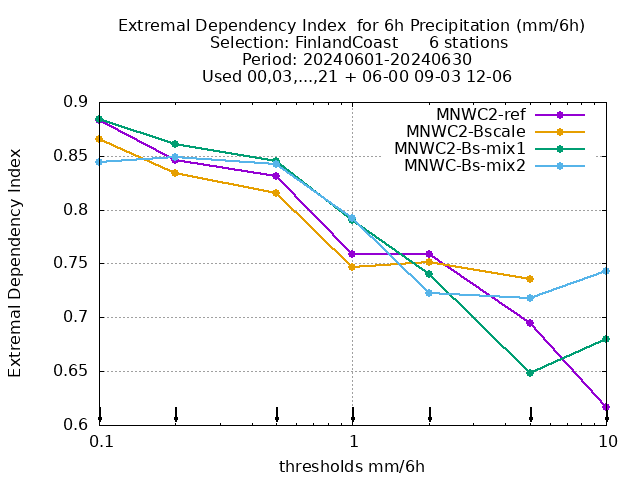 Extremal Dependency Index  for 6h Precipitation (mm/6h)
Selection: FinlandCoast      6 stations
Period: 20240601-20240630
Used 00,03,...,21 + 06-00 09-03 12-06
MNWC2-ref
MNWC2-Bscale
MNWC2-Bs-mix1
MNWC-Bs-mix2
Extremal Dependency Index
0.9
0.85
0.8
0.75
0.7
0.65
0.6
0.1
1
10
thresholds mm/6h